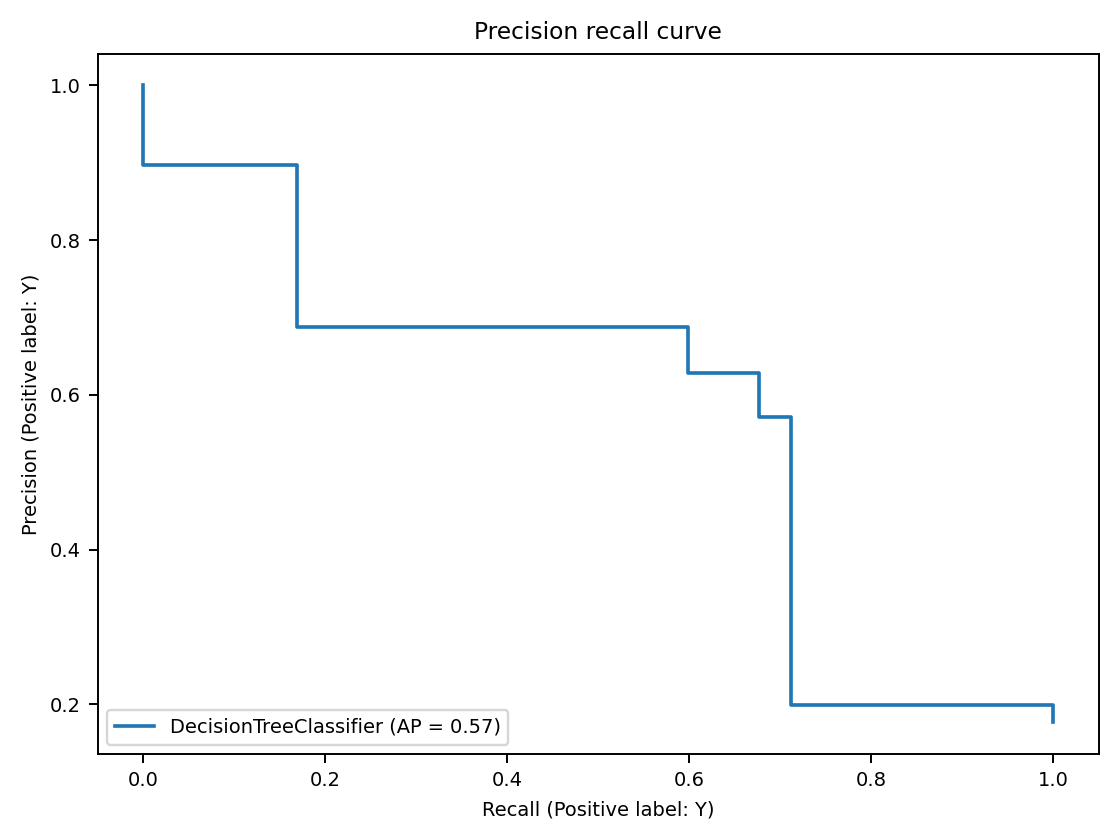 Precision recall curve
Precision (Positive label: Y)
1.0
0.8
0.6
0.4
0.2
DecisionTreeClassifier (AP = 0.57)
0.0 0.2 0.4 0.6 0.8 1.0
Recall (Positive label: Y)